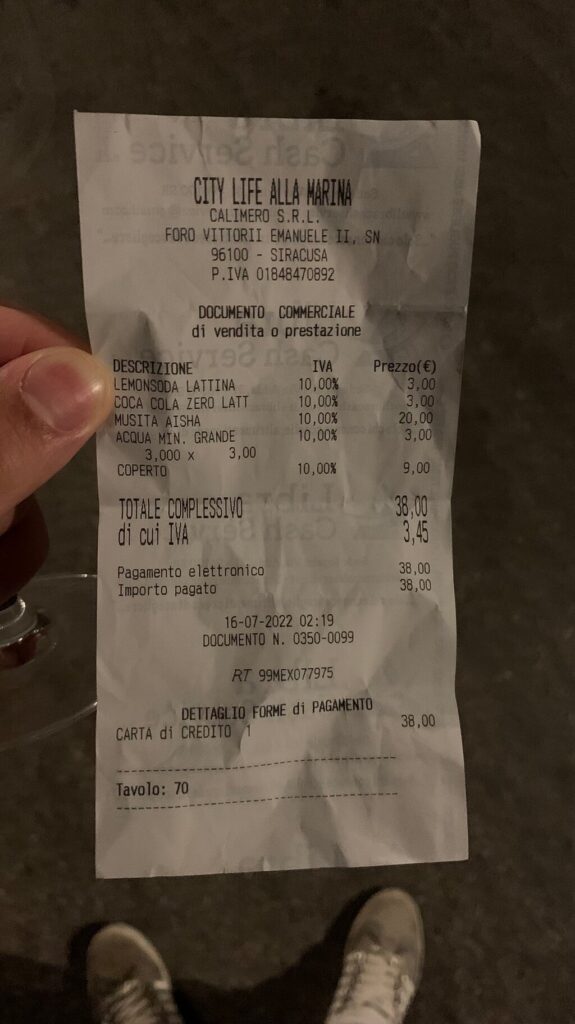 CITY LIFE ALLA MARINA
CALIMERO S.R.L.
FORO VITTORII EMANUELE II, SN
96100 - SIRACUSA
P.IVA 01848470892
DOCUMENTO COMMERCIALE
di vendita o prestazione
DESCRIZIONE IVA Prezzo(€)
LEMONSODA LATTINA 10,00% 3,00
COCA COLA ZERO LATT 10,00% 3,00
MUSITA AISHA 10,00% 20,00
ACQUA MIN. GRANDE 10,00% 3,00
3,000 x 3,00
COPERTO 10,00% 9,00
TOTALE COMPLESSIVO 38,00
di cui IVA 3,45
Pagamento elettronico 38,00
Importo pagato 38,00
16-07-2022 02:19
DOCUMENTO N. 0350-0099
RT 99MEX077975
DETTAGLIO FORME di PAGAMENTO
CARTA di CREDITO 1 38,00
Tavolo: 70